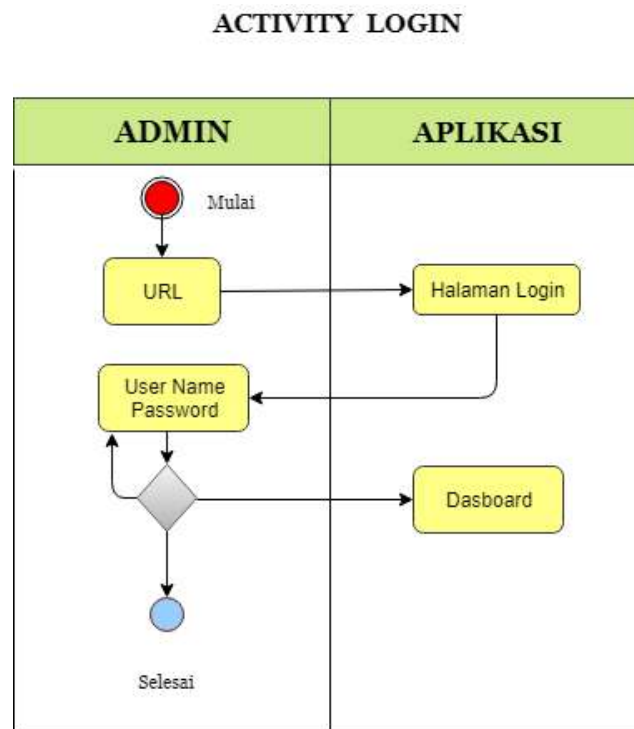 ACTIVITY LOGIN
ADMIN
APLIKASI
Mulai
URL
Halaman Login
User Name
Password
Dasboard
Selesai